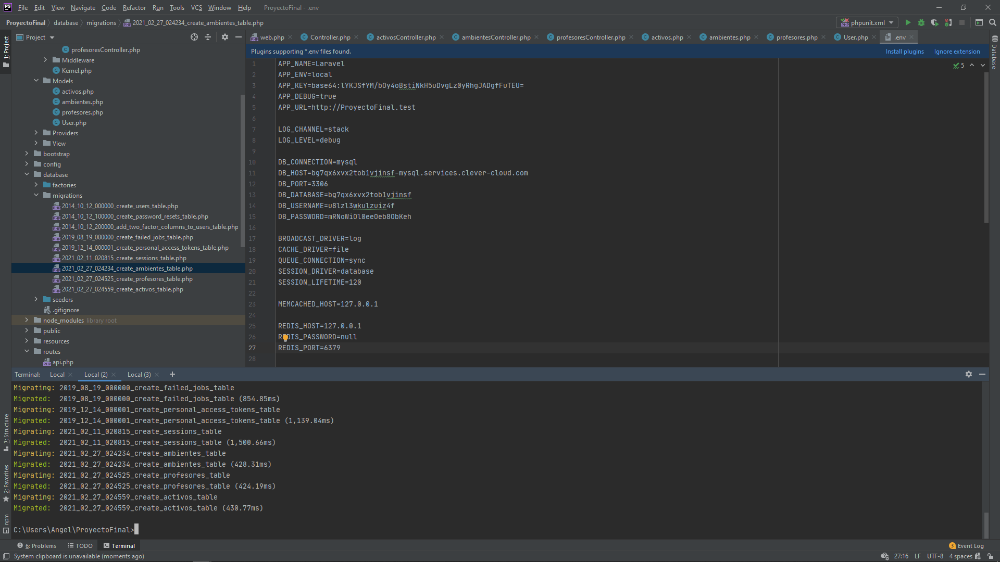 File Edit View Navigate Code Refactor Run Tools VCS Window Help ProyectoFinal - .env
ProyectoFinal database migrations 2021_02_27_024234_create_ambientes_table.php phpunit.xml
Project
web.php Controller.php activosController.php ambientesController.php profesoresController.php activos.php ambientes.php profesores.php User.php .env
1: Project
Database
Plugins supporting *.env files found. Install plugins Ignore extension
profesoresController.php
Middleware
Kernel.php
Models
activos.php
ambientes.php
profesores.php
User.php
Providers
View
bootstrap
config
database
factories
migrations
2014_10_12_000000_create_users_table.php
2014_10_12_100000_create_password_resets_table.php
2014_10_12_200000_add_two_factor_columns_to_users_table.php
2019_08_19_000000_create_failed_jobs_table.php
2019_12_14_000001_create_personal_access_tokens_table.php
2021_02_11_020815_create_sessions_table.php
2021_02_27_024234_create_ambientes_table.php
2021_02_27_024525_create_profesores_table.php
2021_02_27_024559_create_activos_table.php
seeders
.gitignore
node_modules library root
public
resources
routes
api.php
5
1 APP_NAME=Laravel
2 APP_ENV=local
3 APP_KEY=base64:lYKJSfYM/bOy4oBstiNkH5uDvgLz0yRhgJADgfFuTEU=
4 APP_DEBUG=true
5 APP_URL=http://ProyectoFinal.test
6
7 LOG_CHANNEL=stack
8 LOG_LEVEL=debug
9
10 DB_CONNECTION=mysql
11 DB_HOST=bg7qx6xvx2tob1vjinsf-mysql.services.clever-cloud.com
12 DB_PORT=3306
13 DB_DATABASE=bg7qx6xvx2tob1vjinsf
14 DB_USERNAME=u8lzl3wkulzuiz4f
15 DB_PASSWORD=mRNoWiOl0eeOeb8ObKeh
16
17 BROADCAST_DRIVER=log
18 CACHE_DRIVER=file
19 QUEUE_CONNECTION=sync
20 SESSION_DRIVER=database
21 SESSION_LIFETIME=120
22
23 MEMCACHED_HOST=127.0.0.1
24
25 REDIS_HOST=127.0.0.1
26 REDIS_PASSWORD=null
27 REDIS_PORT=6379
28
Terminal: Local Local (2) Local (3)
Migrating: 2019_08_19_000000_create_failed_jobs_table
Migrated: 2019_08_19_000000_create_failed_jobs_table (854.85ms)
Migrating: 2019_12_14_000001_create_personal_access_tokens_table
Migrated: 2019_12_14_000001_create_personal_access_tokens_table (1,139.04ms)
Migrating: 2021_02_11_020815_create_sessions_table
Migrated: 2021_02_11_020815_create_sessions_table (1,500.66ms)
Migrating: 2021_02_27_024234_create_ambientes_table
Migrated: 2021_02_27_024234_create_ambientes_table (428.31ms)
Migrating: 2021_02_27_024525_create_profesores_table
Migrated: 2021_02_27_024525_create_profesores_table (424.19ms)
Migrating: 2021_02_27_024559_create_activos_table
Migrated: 2021_02_27_024559_create_activos_table (430.77ms)
C:\Users\Angel\ProyectoFinal>
7: Structure
2: Favorites
npm
6: Problems TODO Terminal 3 Event Log
System clipboard is unavailable (moments ago) 27:16 LF UTF-8 4 spaces